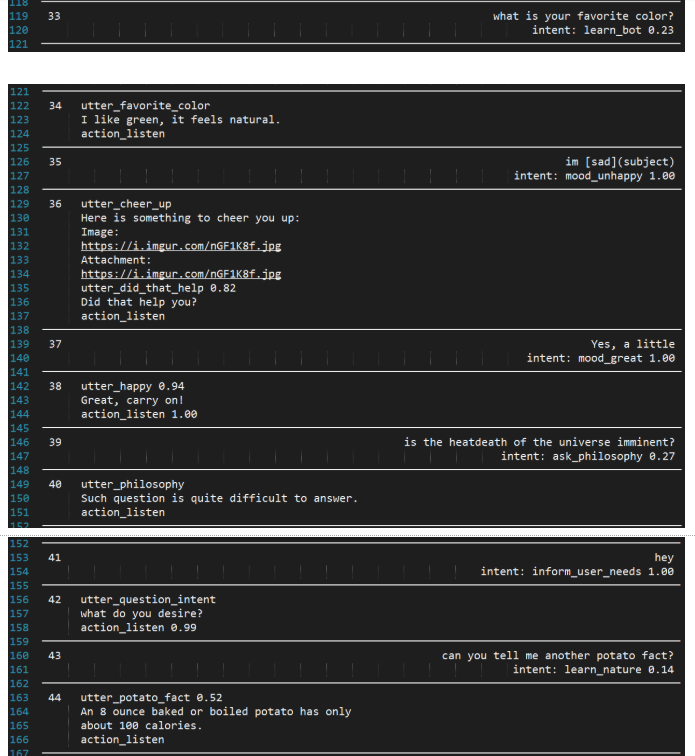 118
119 33 what is your favorite color?
120 intent: learn_bot 0.23
121
121
122 34 utter_favorite_color
123 I like green, it feels natural.
124 action_listen
125
126 35 im [sad](subject)
127 intent: mood_unhappy 1.00
128
129 36 utter_cheer_up
130 Here is something to cheer you up:
131 Image:
132 https://i.imgur.com/nGF1K8f.jpg
133 Attachment:
134 https://i.imgur.com/nGF1K8f.jpg
135 utter_did_that_help 0.82
136 Did that help you?
137 action_listen
138
139 37 Yes, a little
140 intent: mood_great 1.00
141
142 38 utter_happy 0.94
143 Great, carry on!
144 action_listen 1.00
145
146 39 is the heatdeath of the universe imminent?
147 intent: ask_philosophy 0.27
148
149 40 utter_philosophy
150 Such question is quite difficult to answer.
151 action_listen
152
152
153 41 hey
154 intent: inform_user_needs 1.00
155
156 42 utter_question_intent
157 what do you desire?
158 action_listen 0.99
159
160 43 can you tell me another potato fact?
161 intent: learn_nature 0.14
162
163 44 utter_potato_fact 0.52
164 An 8 ounce baked or boiled potato has only
165 about 100 calories.
166 action_listen
167